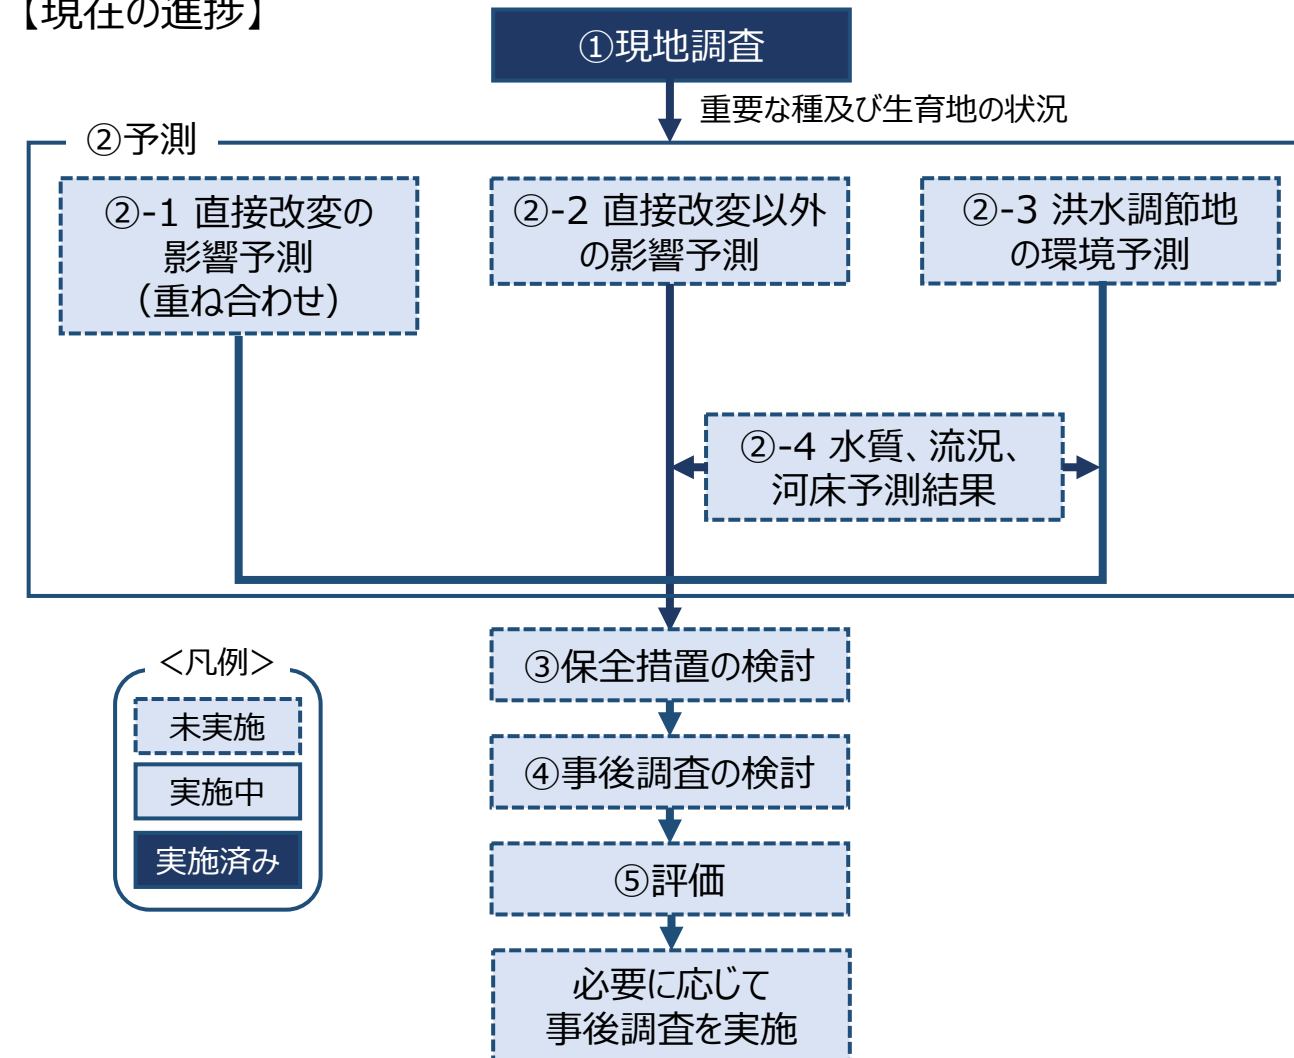 【現在の進捗】
①現地調査
重要な種及び生育地の状況
②予測
②-1 直接改変の
影響予測
（重ね合わせ）
②-2 直接改変以外
の影響予測
②-3 洪水調節地
の環境予測
②-4 水質、流況、
河床予測結果
③保全措置の検討
④事後調査の検討
⑤評価
必要に応じて
事後調査を実施
＜凡例＞
未実施
実施中
実施済み